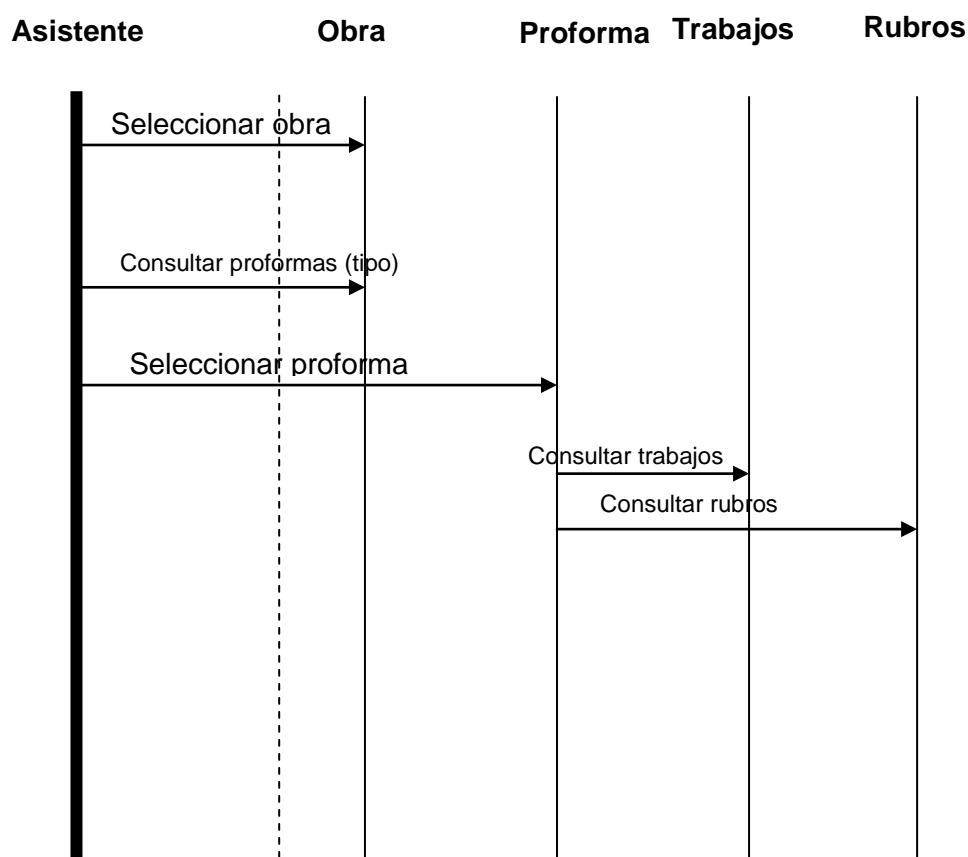 Asistente
Obra
Proforma
Trabajos
Rubros
Seleccionar obra
Consultar proformas (tipo)
Seleccionar proforma
Consultar trabajos
Consultar rubros